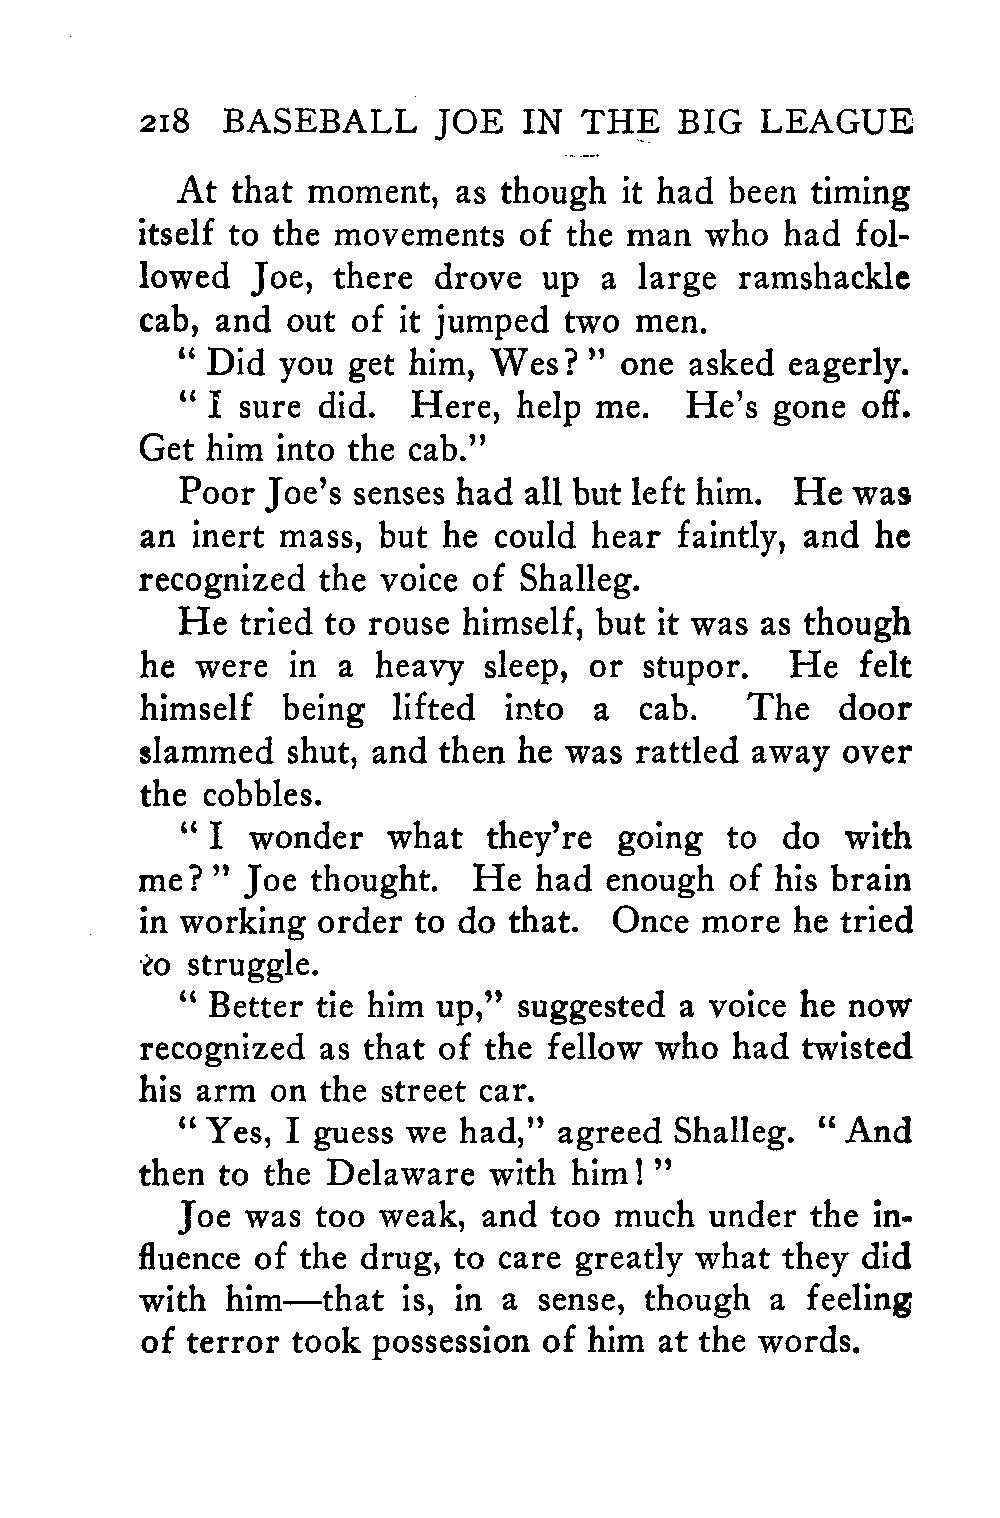 218 BASEBALL JOE IN THE BIG LEAGUE
At that moment, as though it had been timing
itself to the movements of the man who had fol-
lowed Joe, there drove up a large ramshackle
cab, and out of it jumped two men.
" Did you get him, Wes? " one asked eagerly.
" I sure did. Here, help me. He's gone off.
Get him into the cab."
Poor Joe's senses had all but left him. He was
an inert mass, but he could hear faintly, and he
recognized the voice of Shalleg.
He tried to rouse himself, but it was as though
he were in a heavy sleep, or stupor. He felt
himself being lifted into a cab. The door
slammed shut, and then he was rattled away over
the cobbles.
" I wonder what they're going to do with
me? " Joe thought. He had enough of his brain
in working order to do that. Once more he tried
to struggle.
" Better tie him up," suggested a voice he now
recognized as that of the fellow who had twisted
his arm on the street car.
" Yes, I guess we had," agreed Shalleg. " And
then to the Delaware with him! "
Joe was too weak, and too much under the in-
fluence of the drug, to care greatly what they did
with him—that is, in a sense, though a feeling
of terror took possession of him at the words.